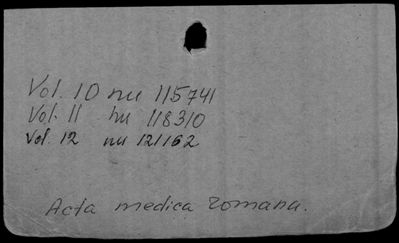 Vol. 10 nu 115741
Vol. 11 nu 118310
Vol. 12 nu 121162
Acta medica romana.